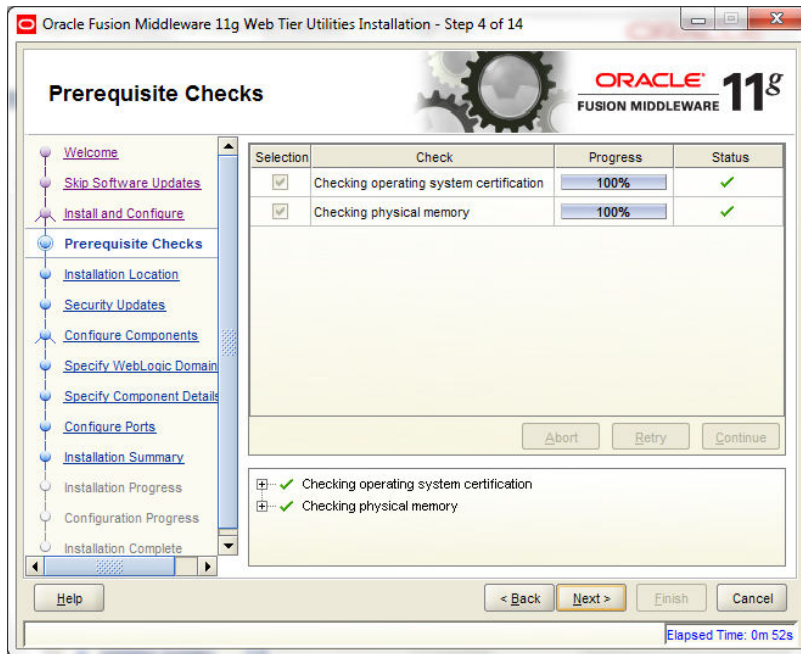 Oracle Fusion Middleware 11g Web Tier Utilities Installation - Step 4 of 14
Prerequisite Checks
ORACLE
FUSION MIDDLEWARE
11g
Welcome
Skip Software Updates
Install and Configure
Prerequisite Checks
Installation Location
Security Updates
Configure Components
Specify WebLogic Domain
Specify Component Details
Configure Ports
Installation Summary
Installation Progress
Configuration Progress
Installation Complete
Selection Check Progress Status
Checking operating system certification 100%
Checking physical memory 100%
Abort Retry Continue
Checking operating system certification
Checking physical memory
Help < Back Next > Finish Cancel
Elapsed Time: 0m 52s